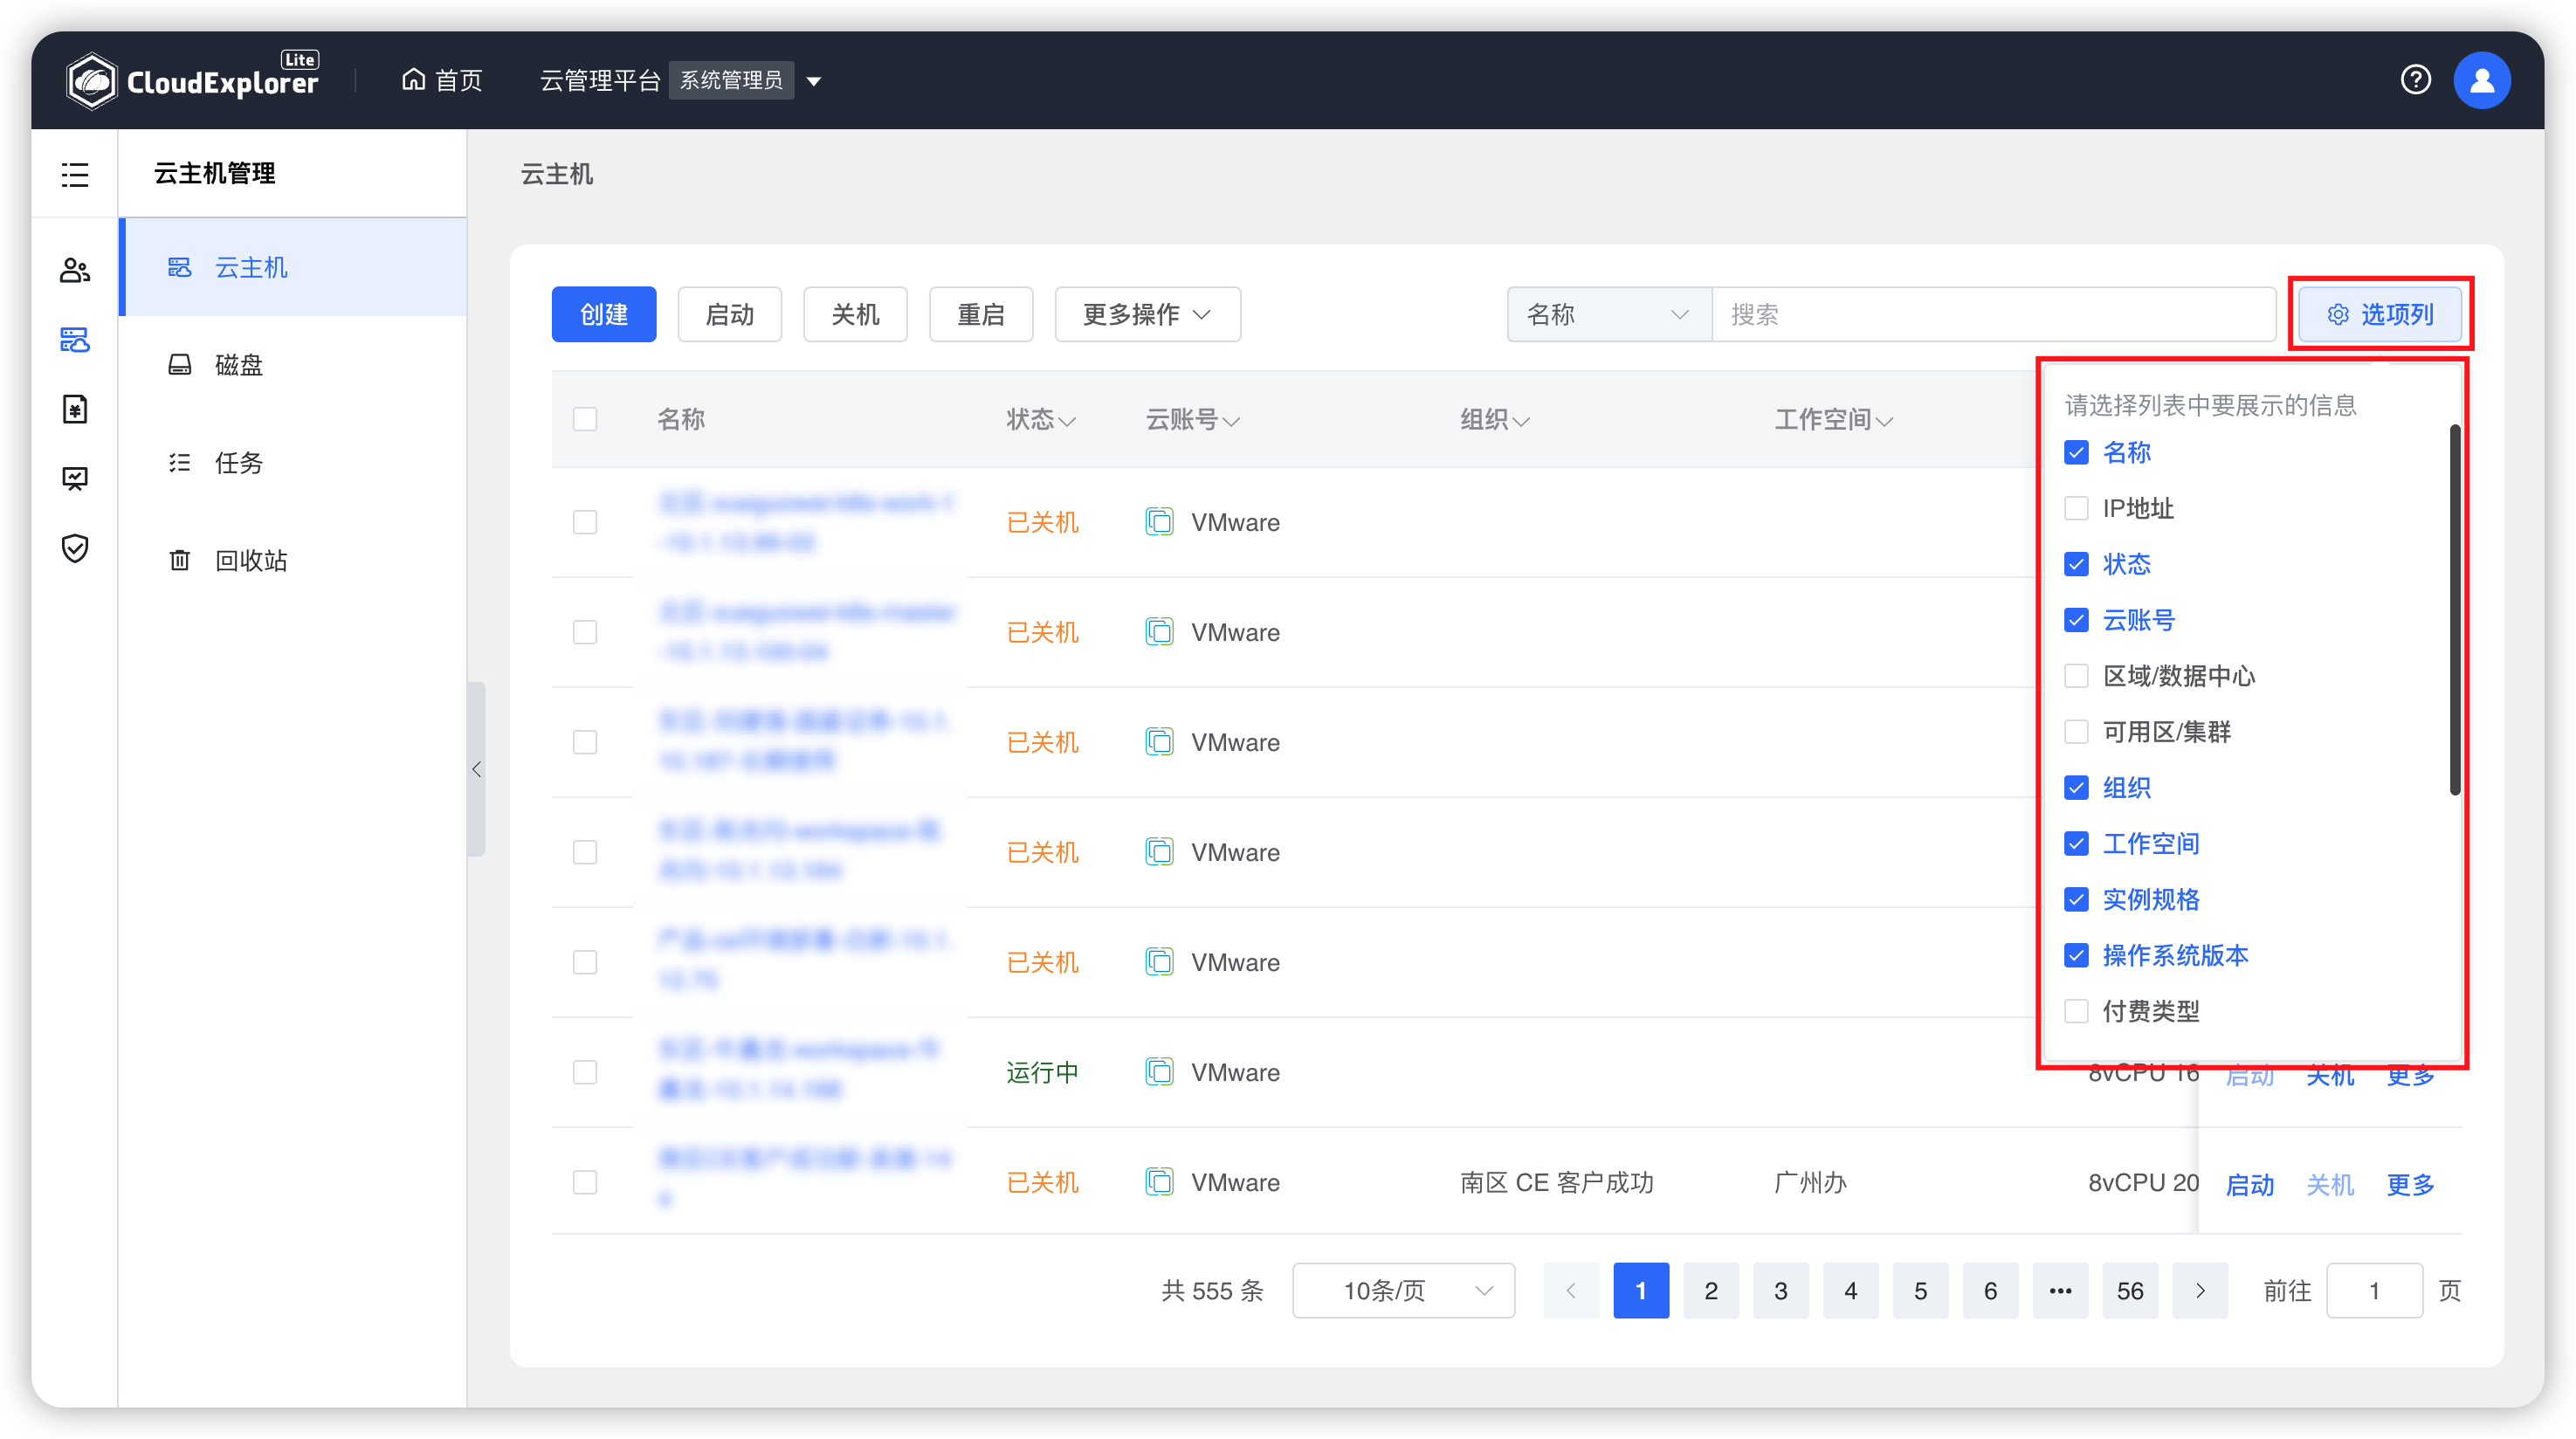 CloudExplorer Lite
首页
云管理平台 系统管理员
云主机管理
云主机
磁盘
任务
回收站
云主机
创建 启动 关机 重启 更多操作
名称 搜索 选项列
名称 状态 云账号 组织 工作空间
已关机 VMware
已关机 VMware
已关机 VMware
已关机 VMware
已关机 VMware
运行中 VMware 8vCPU 16 启动 关机 更多
已关机 VMware 南区 CE 客户成功 广州办 8vCPU 20 启动 关机 更多
请选择列表中要展示的信息
名称
IP地址
状态
云账号
区域/数据中心
可用区/集群
组织
工作空间
实例规格
操作系统版本
付费类型
共 555 条 10条/页 1 2 3 4 5 6 ••• 56 前往 1 页